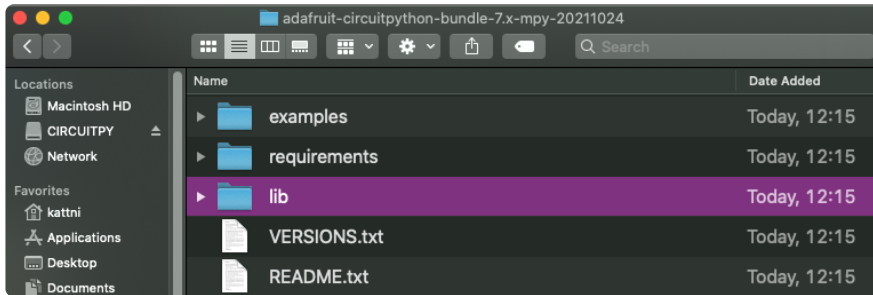 adafruit-circuitpython-bundle-7.x-mpy-20211024
Search
Locations
Macintosh HD
CIRCUITPY
Network
Favorites
kattni
Applications
Desktop
Documents
Name Date Added
examples Today, 12:15
requirements Today, 12:15
lib Today, 12:15
VERSIONS.txt Today, 12:15
README.txt Today, 12:15